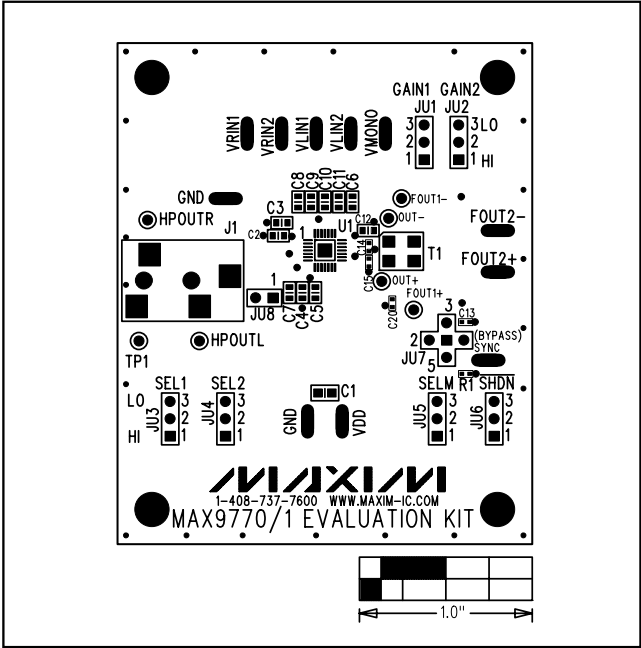 GAIN1 GAIN2
JU1 JU2
VRIN1
VRIN2
VLIN1
VLIN2
VMONO
3 3 LO
2 2
1 1 HI
C8
C9
C10
C11
C6
GND
HPOUTR
J1
C3
C2
1
U1
C12
C14
C15
FOUT1-
OUT-
T1
FOUT2-
FOUT2+
OUT+
FOUT1+
C20
1
JU8
C7
C4
C5
3
C13
2
(BYPASS)
SYNC
JU7
5
R1
TP1
HPOUTL
SEL1 SEL2
LO
HI
JU3
3
2
1
JU4
3
2
1
C1
GND
VDD
SELM SHDN
JU5
3
2
1
JU6
3
2
1
MAXIM
1-408-737-7600 WWW.MAXIM-IC.COM
MAX9770/1 EVALUATION KIT
1.0"